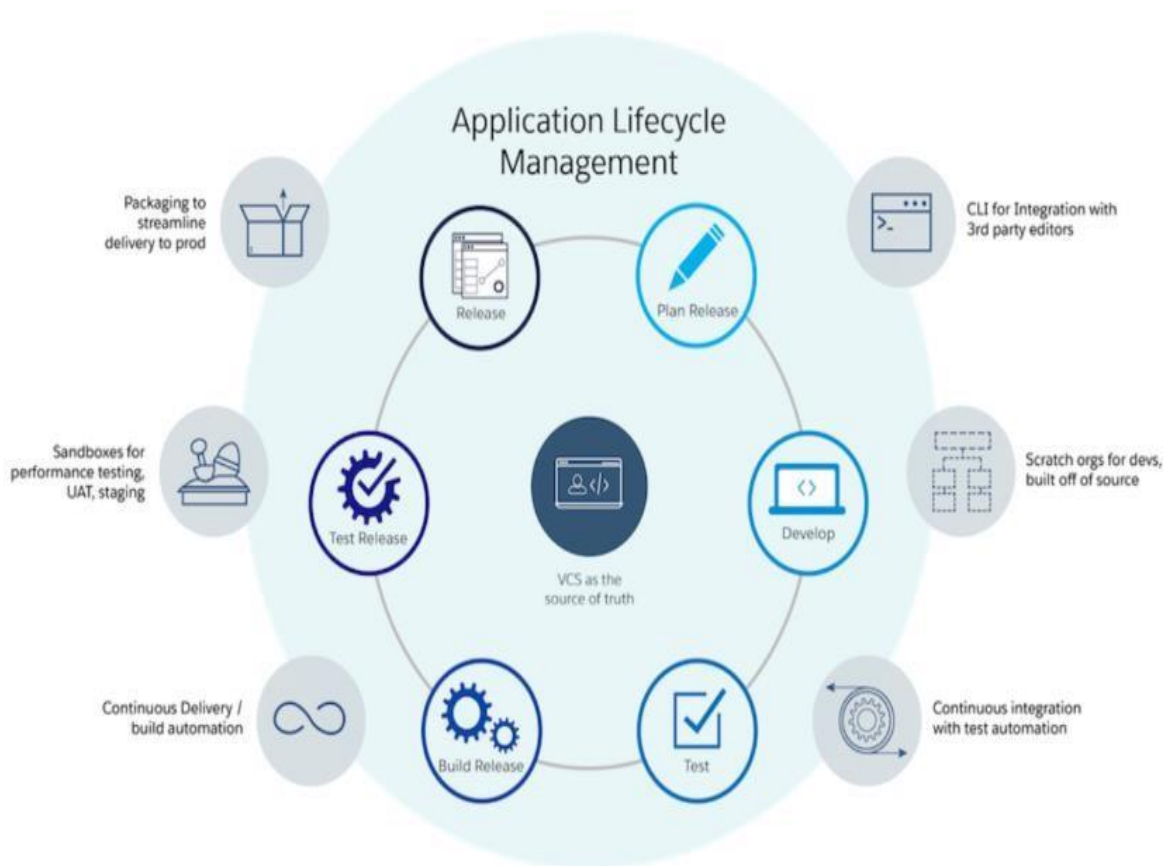 Application Lifecycle
Management
Packaging to
streamline
delivery to prod
CLI for Integration with
3rd party editors
Release
Plan Release
Sandboxes for
performance testing,
UAT, staging
Scratch orgs for devs,
built off of source
Test Release
Develop
VCS as the
source of truth
Continuous Delivery /
build automation
Continuous integration
with test automation
Build Release
Test